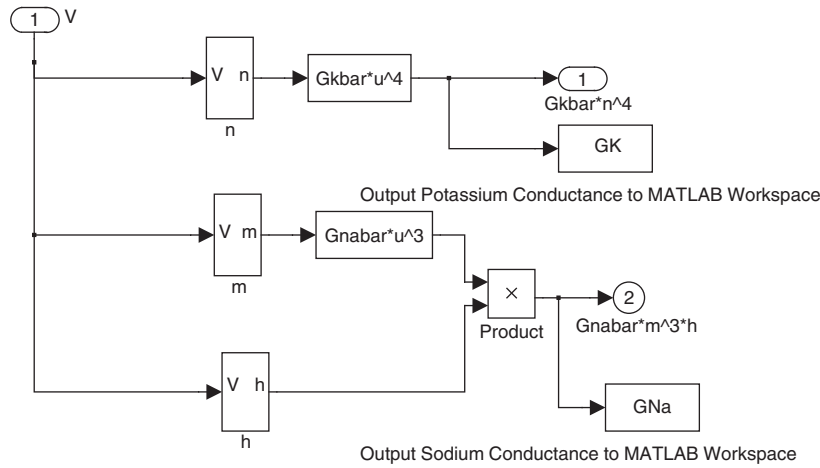 1 V
V n
n
Gkbar*u^4
1
Gkbar*n^4
GK
Output Potassium Conductance to MATLAB Workspace
V m
m
Gnabar*u^3
×
Product
2
Gnabar*m^3*h
V h
h
GNa
Output Sodium Conductance to MATLAB Workspace